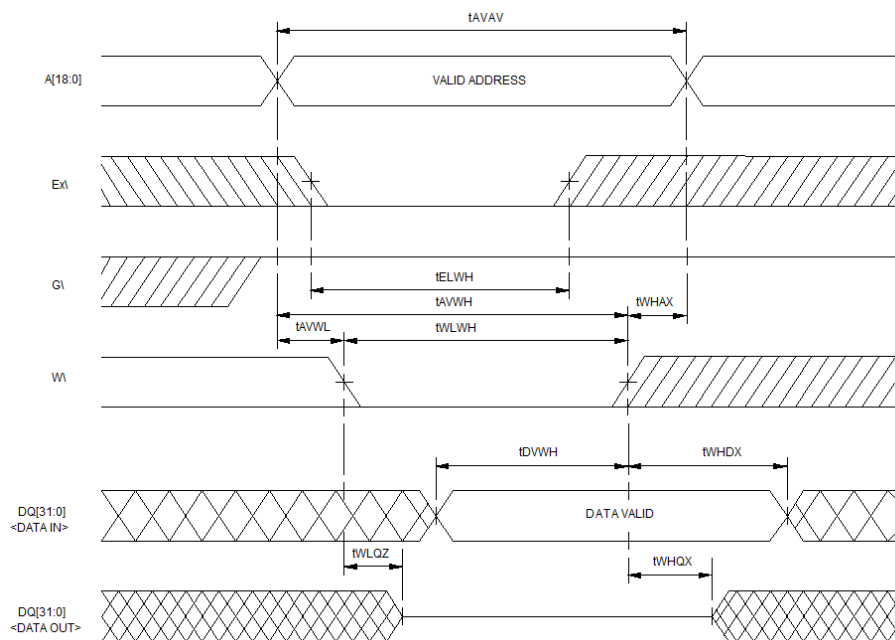 tAVAV
A[18:0]
VALID ADDRESS
Ex\
G\
tELWH
tAVWH
tWHAX
tAVWL
tWLWH
W\
tDVWH
tWHDX
DQ[31:0]
<DATA IN>
DATA VALID
tWLQZ
tWHQX
DQ[31:0]
<DATA OUT>